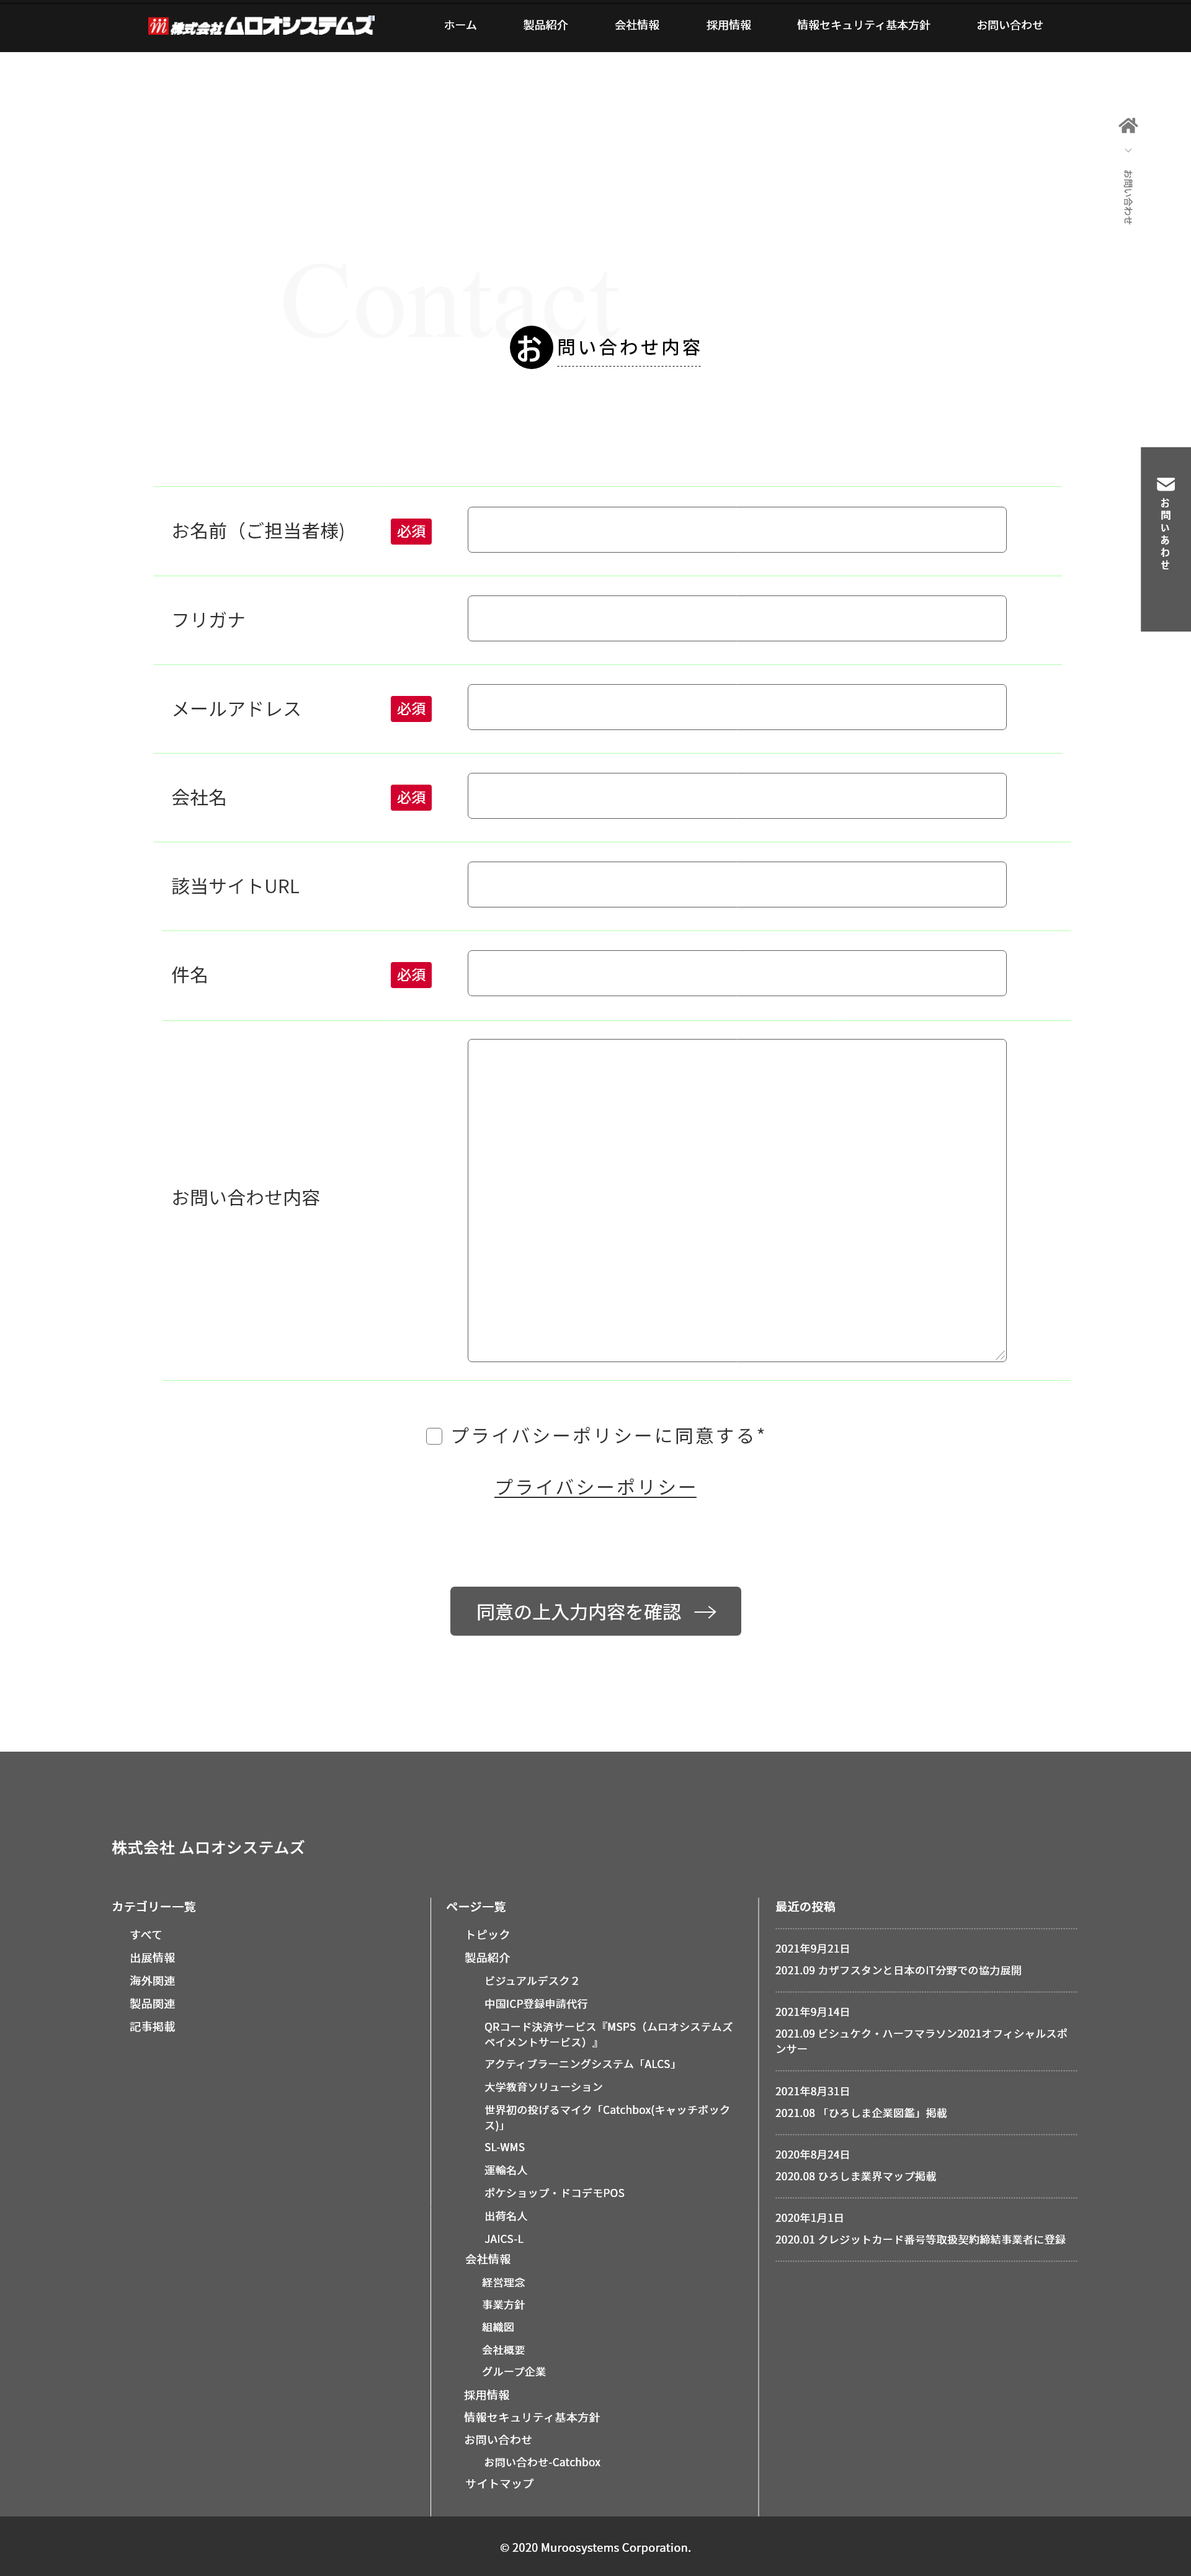 m 株式会社ムロオシステムズ
ホーム 製品紹介 会社情報 採用情報 情報セキュリティ基本方針 お問い合わせ
お問い合わせ
Contact
お問い合わせ内容
お問いあわせ
お名前（ご担当者様) 必須
フリガナ
メールアドレス 必須
会社名 必須
該当サイトURL
件名 必須
お問い合わせ内容
プライバシーポリシーに同意する*
プライバシーポリシー
同意の上入力内容を確認
株式会社 ムロオシステムズ
カテゴリー一覧
すべて
出展情報
海外関連
製品関連
記事掲載
ページ一覧
トピック
製品紹介
ビジュアルデスク２
中国ICP登録申請代行
QRコード決済サービス『MSPS（ムロオシステムズ
ペイメントサービス）』
アクティブラーニングシステム「ALCS」
大学教育ソリューション
世界初の投げるマイク「Catchbox(キャッチボック
ス)」
SL-WMS
運輸名人
ポケショップ・ドコデモPOS
出荷名人
JAICS-L
会社情報
経営理念
事業方針
組織図
会社概要
グループ企業
採用情報
情報セキュリティ基本方針
お問い合わせ
お問い合わせ-Catchbox
サイトマップ
最近の投稿
2021年9月21日
2021.09 カザフスタンと日本のIT分野での協力展開
2021年9月14日
2021.09 ビシュケク・ハーフマラソン2021オフィシャルスポ
ンサー
2021年8月31日
2021.08 「ひろしま企業図鑑」掲載
2020年8月24日
2020.08 ひろしま業界マップ掲載
2020年1月1日
2020.01 クレジットカード番号等取扱契約締結事業者に登録
© 2020 Muroosystems Corporation.